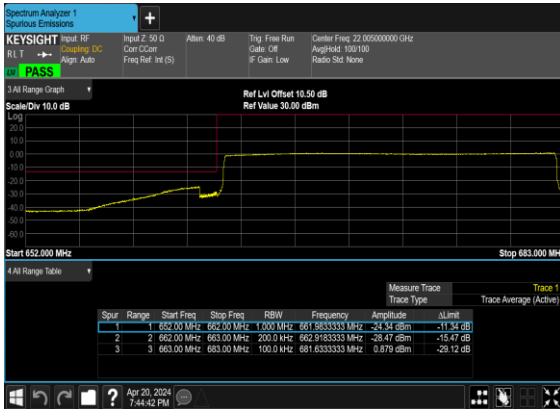 Spectrum Analyzer 1
Spurious Emissions
+
KEYSIGHT Input: RF Input Z: 50 Ω Atten: 40 dB Trig: Free Run Center Freq: 22.005000000 GHz
RLT Coupling: DC Corr CCorr Gate: Off Avg|Hold: 100/100
Align: Auto Freq Ref: Int (S) IF Gain: Low Radio Std: None
PASS
3 All Range Graph
Ref Lvl Offset 10.50 dB
Scale/Div 10.0 dB Ref Value 30.00 dBm
Log
20.0
10.0
0.00
-10.0
-20.0
-30.0
-40.0
-50.0
-60.0
Start 652.000 MHz Stop 683.000 MH
4 All Range Table
Measure Trace Trace 1
Trace Type Trace Average (Active)
Spur Range Start Freq Stop Freq RBW Frequency Amplitude ΔLimit
1 1 652.00 MHz 662.00 MHz 1.000 MHz 661.9833333 MHz -24.34 dBm -11.34 dB
2 2 662.00 MHz 663.00 MHz 200.0 kHz 662.9183333 MHz -28.47 dBm -15.47 dB
3 3 663.00 MHz 683.00 MHz 100.0 kHz 681.6333333 MHz 0.879 dBm -29.12 dB
? Apr 20, 2024
7:44:42 PM